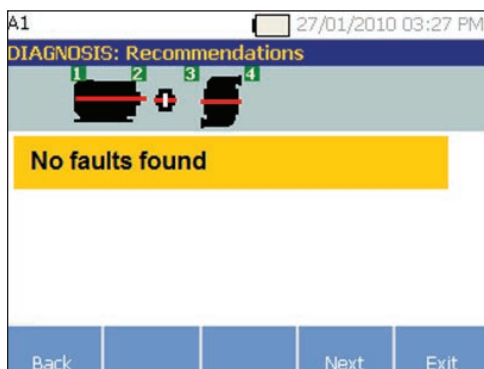 A1 27/01/2010 03:27 PM
DIAGNOSIS: Recommendations
1 2 3 4
No faults found
Back Next Exit